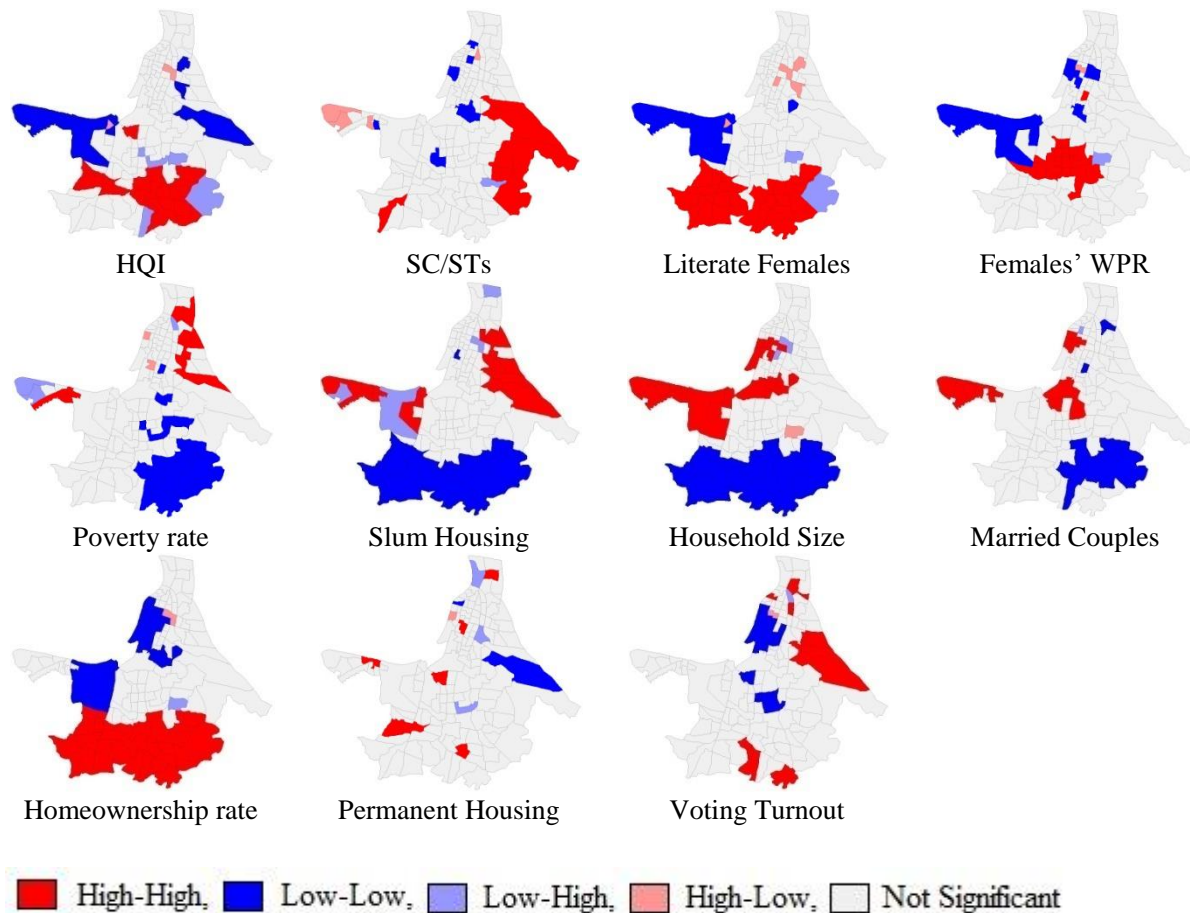 HQI SC/STs Literate Females Females’ WPR
Poverty rate Slum Housing Household Size Married Couples
Homeownership rate Permanent Housing Voting Turnout
High-High, Low-Low, Low-High, High-Low, Not Significant